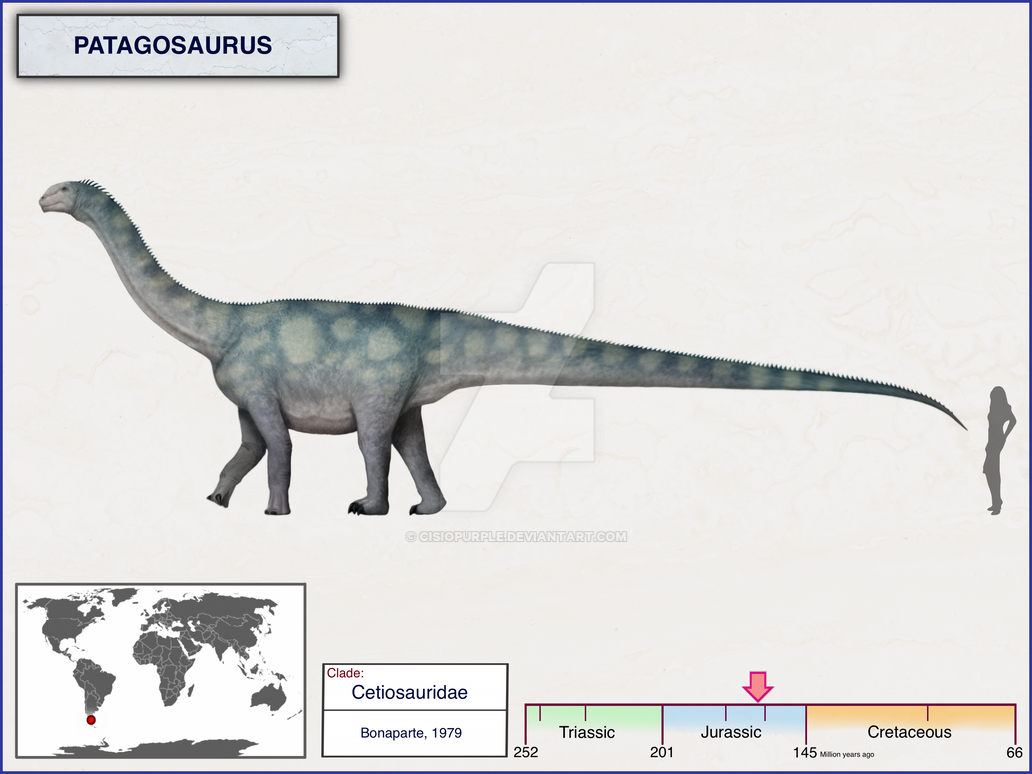 PATAGOSAURUS
© CISIOPURPLE.DEVIANTART.COM
Clade:
Cetiosauridae
Bonaparte, 1979
Triassic Jurassic Cretaceous
252 201 145 Million years ago 66